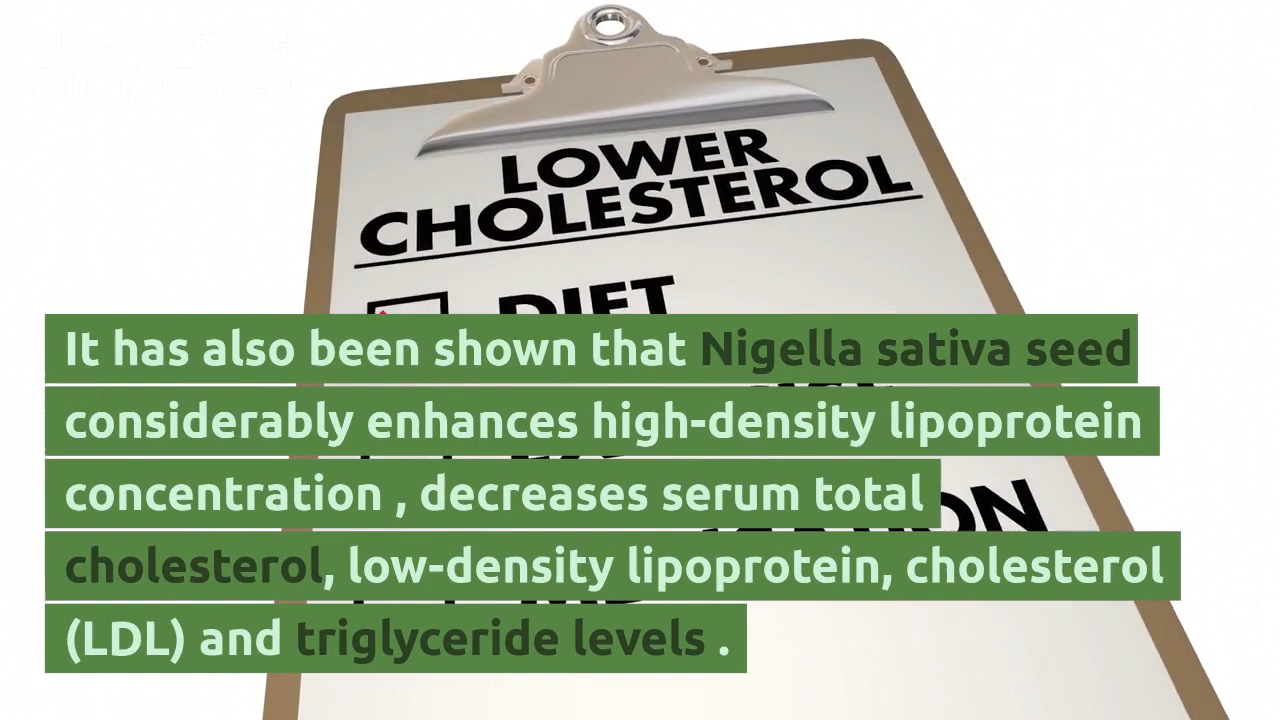 LOWER
CHOLESTEROL
DIET
It has also been shown that Nigella sativa seed
considerably enhances high-density lipoprotein
concentration , decreases serum total
cholesterol, low-density lipoprotein, cholesterol
(LDL) and triglyceride levels .